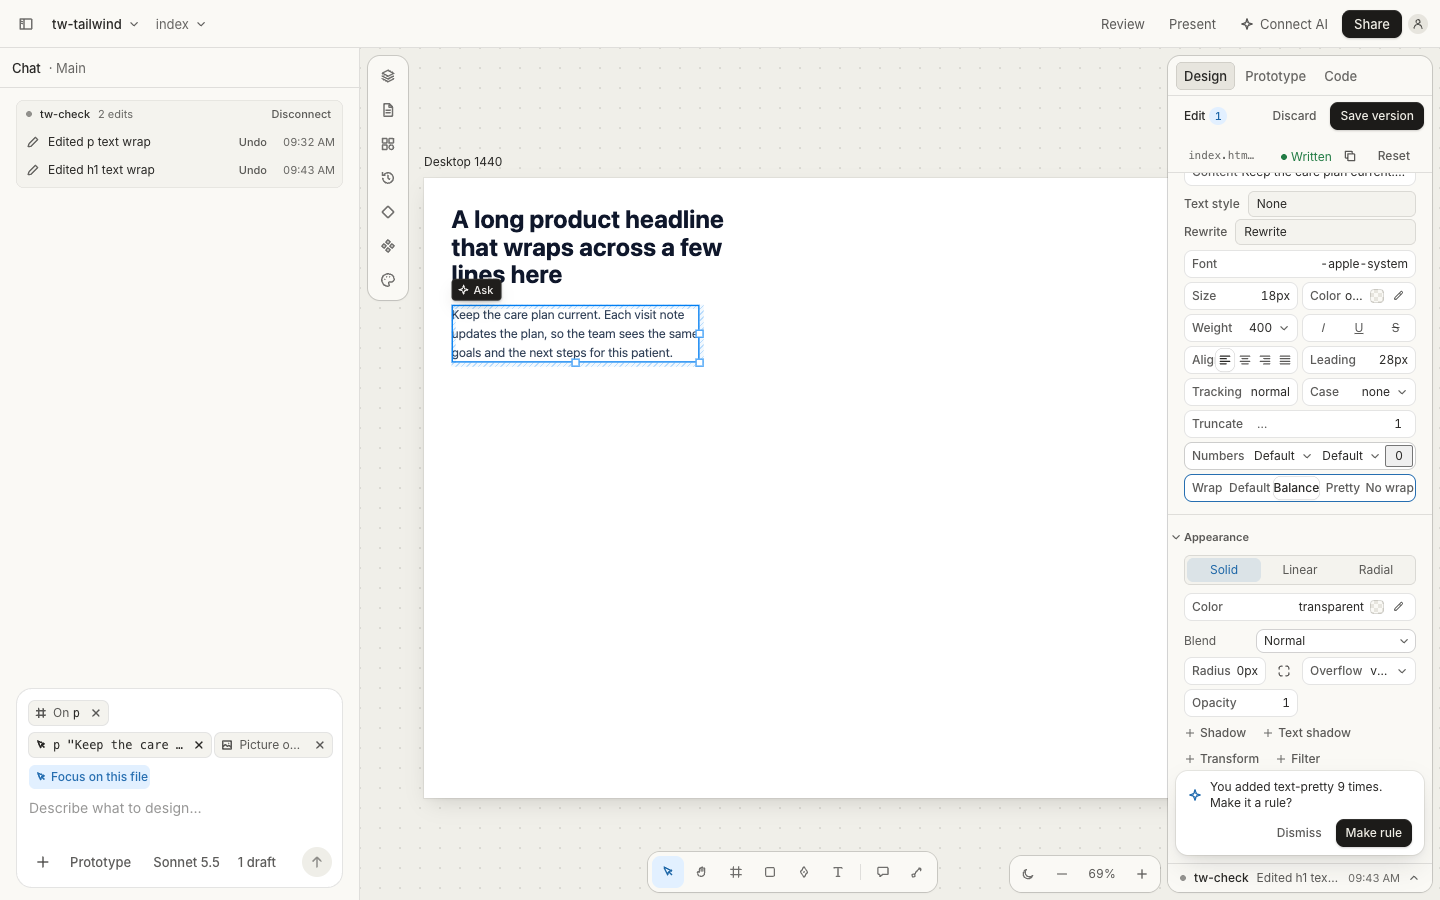 tw-tailwind
index
Review
Present
Connect AI
Share
Chat · Main
tw-check 2 edits Disconnect
Edited p text wrap Undo 09:32 AM
Edited h1 text wrap Undo 09:43 AM
On p
p "Keep the care …
Picture o…
Focus on this file
Describe what to design...
Prototype
Sonnet 5.5
1 draft
Desktop 1440
A long product headline
that wraps across a few
lines here
Ask
Keep the care plan current. Each visit note
updates the plan, so the team sees the same
goals and the next steps for this patient.
69%
Design
Prototype
Code
Edit 1
Discard
Save version
index.htm…
Written
Reset
Content Keep the care plan current....
Text style None
Rewrite Rewrite
Font -apple-system
Size 18px
Color o...
Weight 400
I U S
Alig
Leading 28px
Tracking normal
Case none
Truncate ... 1
Numbers Default Default 0
Wrap Default Balance Pretty No wrap
Appearance
Solid Linear Radial
Color transparent
Blend Normal
Radius 0px
Overflow v...
Opacity 1
Shadow
Text shadow
Transform
Filter
You added text-pretty 9 times.
Make it a rule?
Dismiss
Make rule
tw-check Edited h1 tex... 09:43 AM